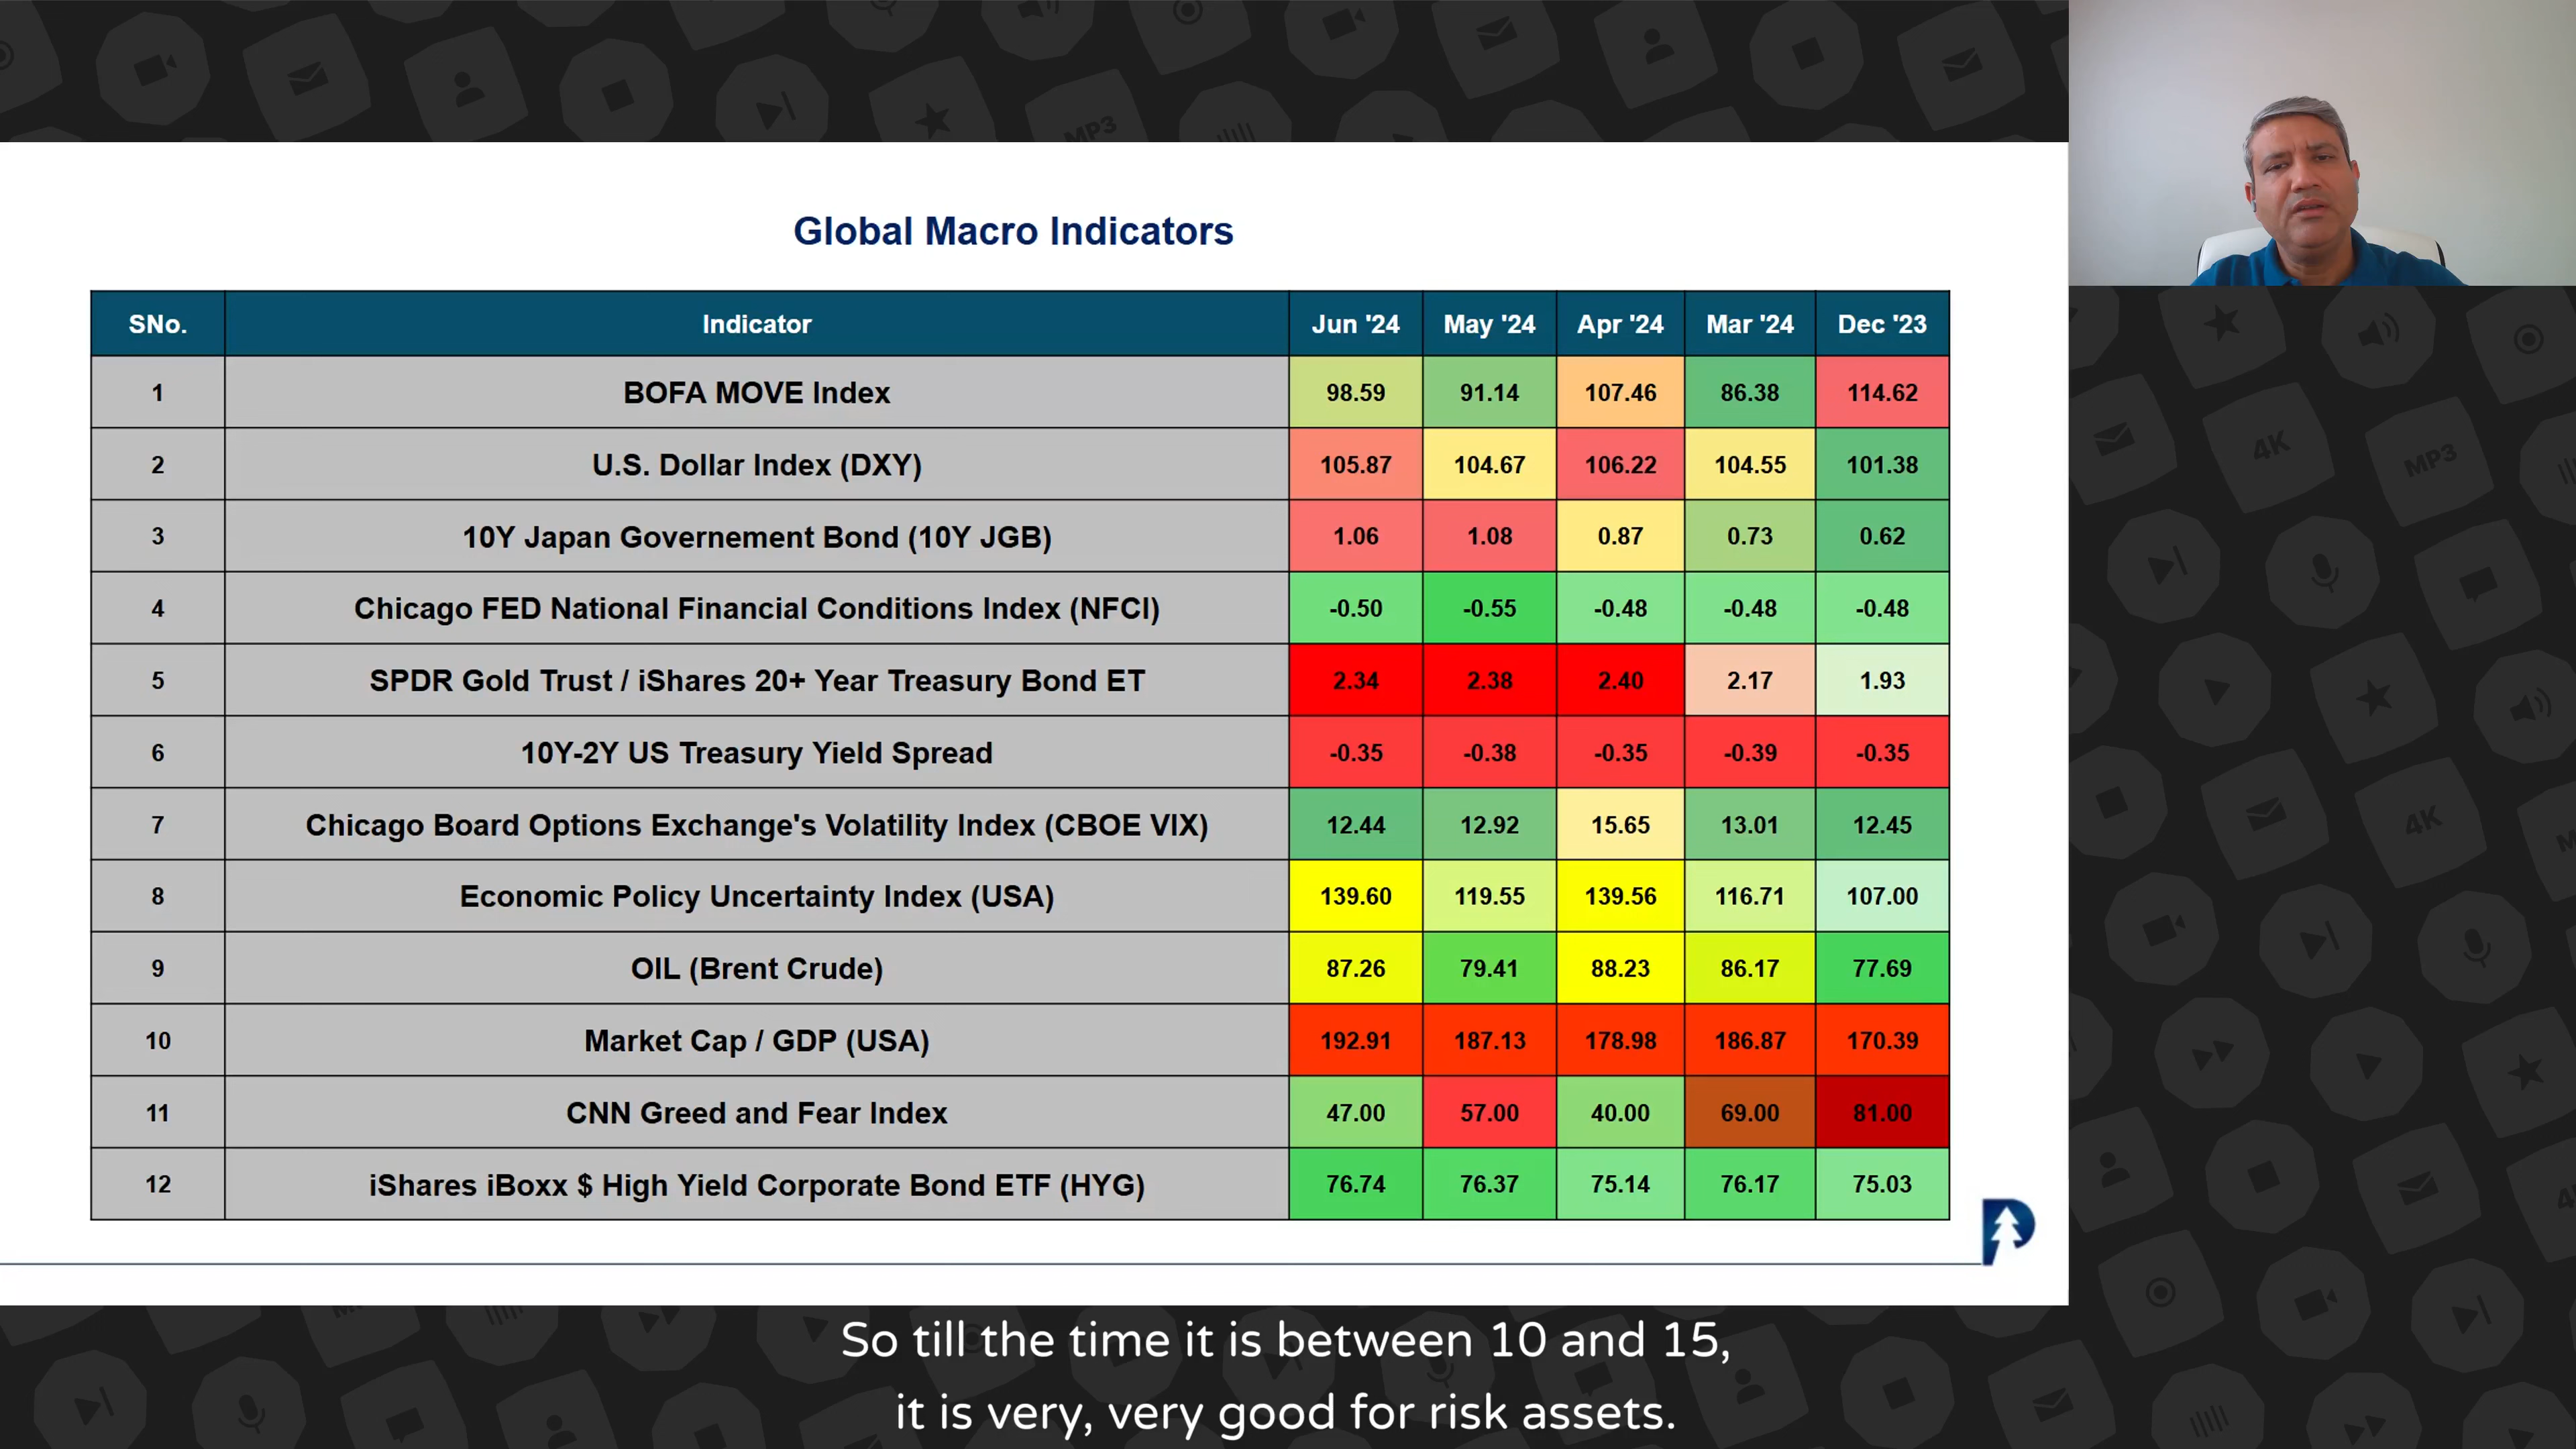 Global Macro Indicators
SNo. Indicator Jun '24 May '24 Apr '24 Mar '24 Dec '23
1 BOFA MOVE Index 98.59 91.14 107.46 86.38 114.62
2 U.S. Dollar Index (DXY) 105.87 104.67 106.22 104.55 101.38
3 10Y Japan Governement Bond (10Y JGB) 1.06 1.08 0.87 0.73 0.62
4 Chicago FED National Financial Conditions Index (NFCI) -0.50 -0.55 -0.48 -0.48 -0.48
5 SPDR Gold Trust / iShares 20+ Year Treasury Bond ET 2.34 2.38 2.40 2.17 1.93
6 10Y-2Y US Treasury Yield Spread -0.35 -0.38 -0.35 -0.39 -0.35
7 Chicago Board Options Exchange's Volatility Index (CBOE VIX) 12.44 12.92 15.65 13.01 12.45
8 Economic Policy Uncertainty Index (USA) 139.60 119.55 139.56 116.71 107.00
9 OIL (Brent Crude) 87.26 79.41 88.23 86.17 77.69
10 Market Cap / GDP (USA) 192.91 187.13 178.98 186.87 170.39
11 CNN Greed and Fear Index 47.00 57.00 40.00 69.00 81.00
12 iShares iBoxx $ High Yield Corporate Bond ETF (HYG) 76.74 76.37 75.14 76.17 75.03
So till the time it is between 10 and 15,
it is very, very good for risk assets.
MP3
4K
MP3
4K